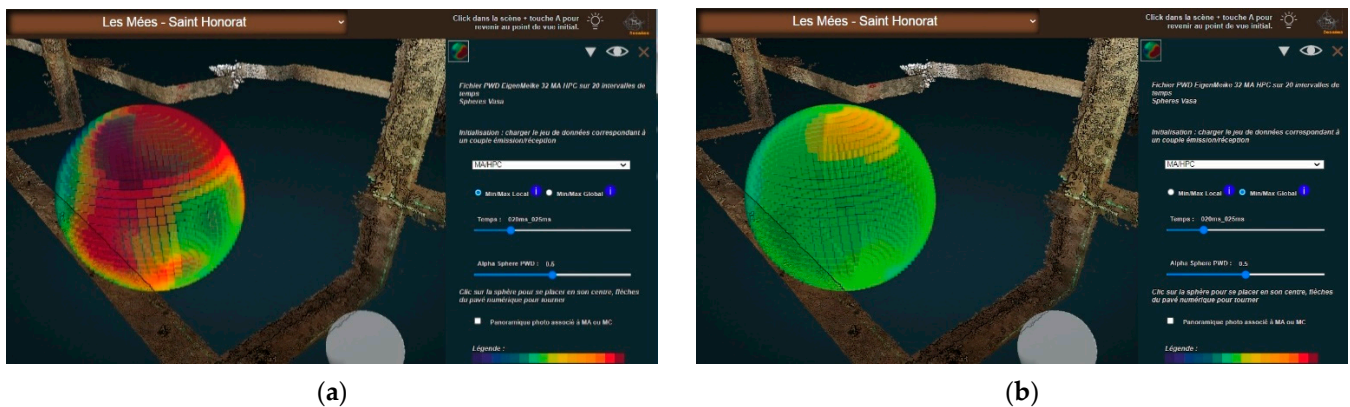 Les Mées - Saint Honorat
Click dans la scène + touche A pour
revenir au point de vue initial.
Fichier PWD EigenMeike 32 MA HPC sur 20 intervalles de
temps
Spheres Vasa
Initialisation : charger le jeu de données correspondant à
un couple émission/réception
MA/HPC
Min/Max Local i Min/Max Global i
Temps : 020ms_025ms
Alpha Sphere PWD : 0.5
Clic sur la sphère pour se placer en son centre, flèches
du pavé numérique pour tourner
Panoramique photo associé à MA ou MC
Légende :
(a)
Les Mées - Saint Honorat
Click dans la scène + touche A pour
revenir au point de vue initial.
Fichier PWD EigenMeike 32 MA HPC sur 20 intervalles de
temps
Spheres Vasa
Initialisation : charger le jeu de données correspondant à
un couple émission/réception
MA/HPC
Min/Max Local i Min/Max Global i
Temps : 020ms_025ms
Alpha Sphere PWD : 0.5
Clic sur la sphère pour se placer en son centre, flèches
du pavé numérique pour tourner
Panoramique photo associé à MA ou MC
Légende :
(b)